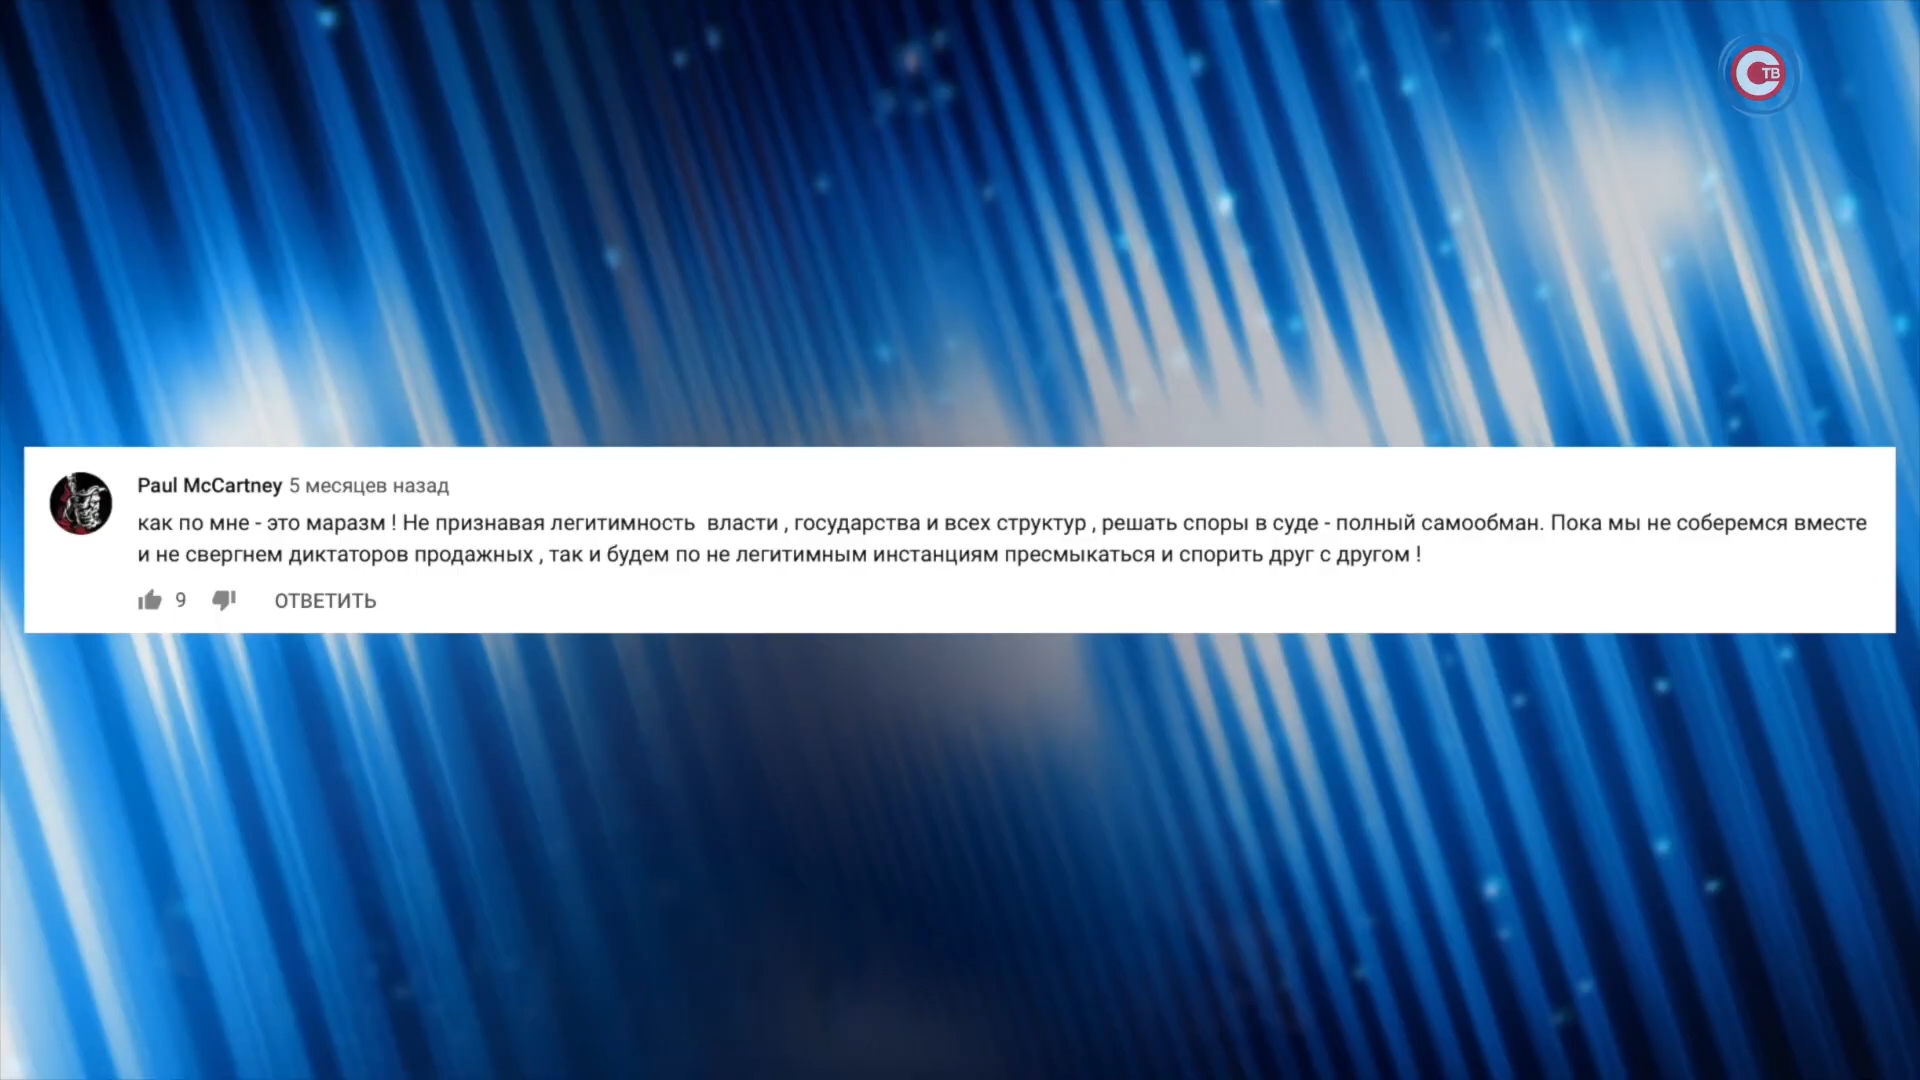 ТВ
Paul McCartney 5 месяцев назад
как по мне - это маразм ! Не признавая легитимность  власти , государства и всех структур , решать споры в суде - полный самообман. Пока мы не соберемся вместе
и не свергнем диктаторов продажных , так и будем по не легитимным инстанциям пресмыкаться и спорить друг с другом !
9 ОТВЕТИТЬ